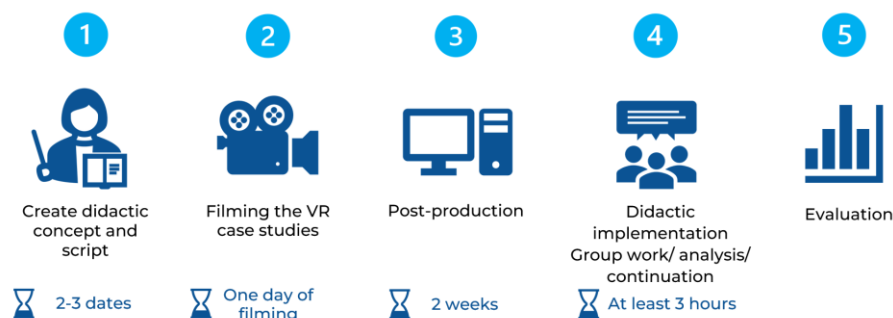 1
2
3
4
5
Create didactic
concept and
script
Filming the VR
case studies
Post-production
Didactic
implementation
Group work/ analysis/
continuation
Evaluation
2-3 dates
One day of
filming
2 weeks
At least 3 hours